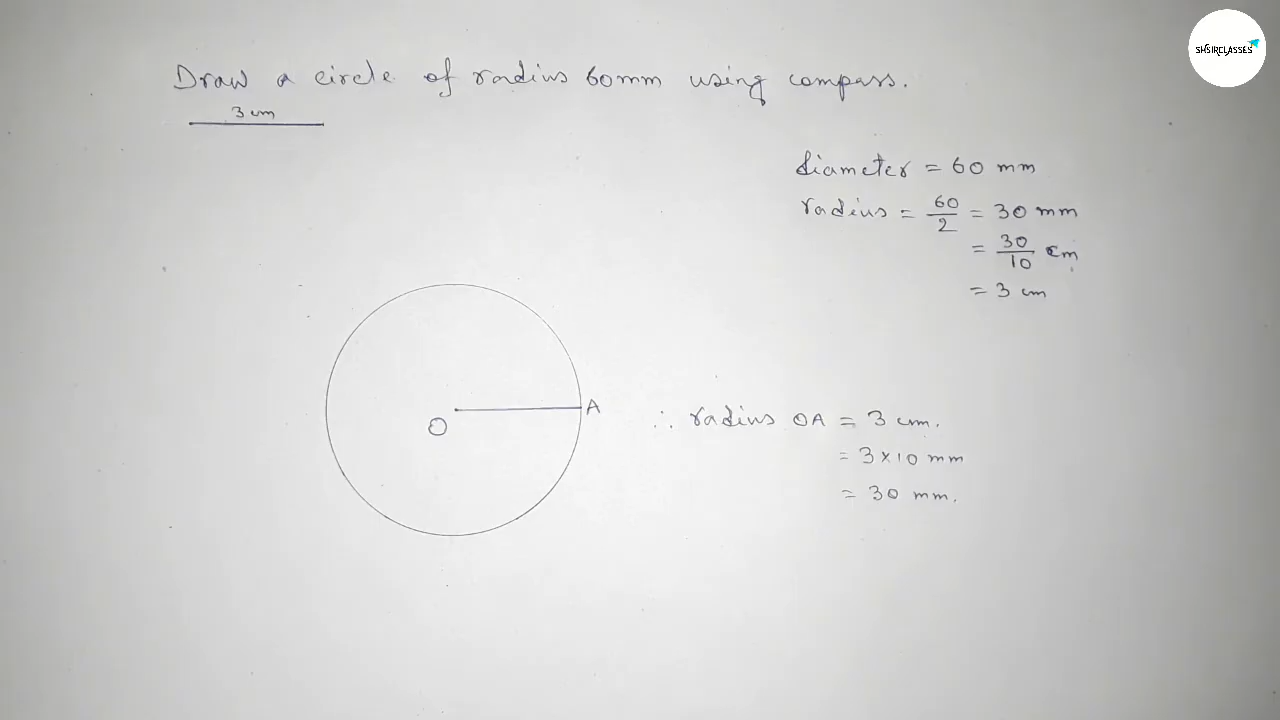 SHSIRCLASSES
Draw a circle of radius 60mm using compass.
3 cm
diameter = 60 mm
radius = 60/2 = 30 mm
= 30/10 cm
= 3 cm
A
O
∴ radius OA = 3 cm.
= 3×10 mm
= 30 mm.